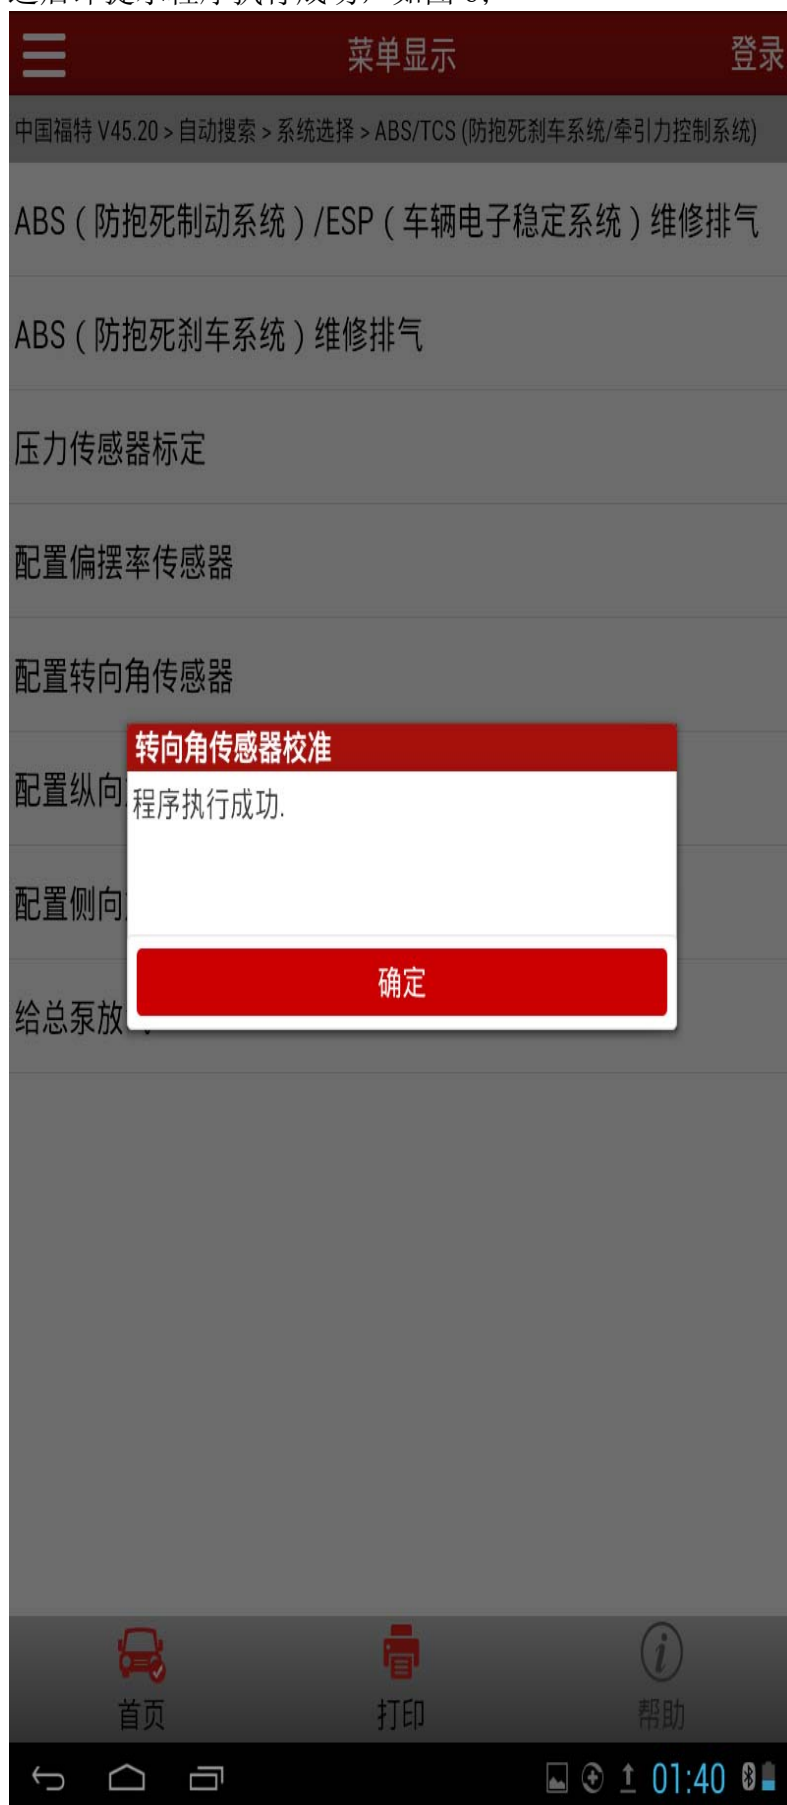 菜单显示
登录
中国福特 V45.20 > 自动搜索 > 系统选择 > ABS/TCS (防抱死刹车系统/牵引力控制系统)
ABS（防抱死制动系统）/ESP（车辆电子稳定系统）维修排气
ABS（防抱死刹车系统）维修排气
压力传感器标定
配置偏摆率传感器
配置转向角传感器
配置纵向
配置侧向
给总泵放
转向角传感器校准
程序执行成功.
确定
首页
打印
帮助
01:40